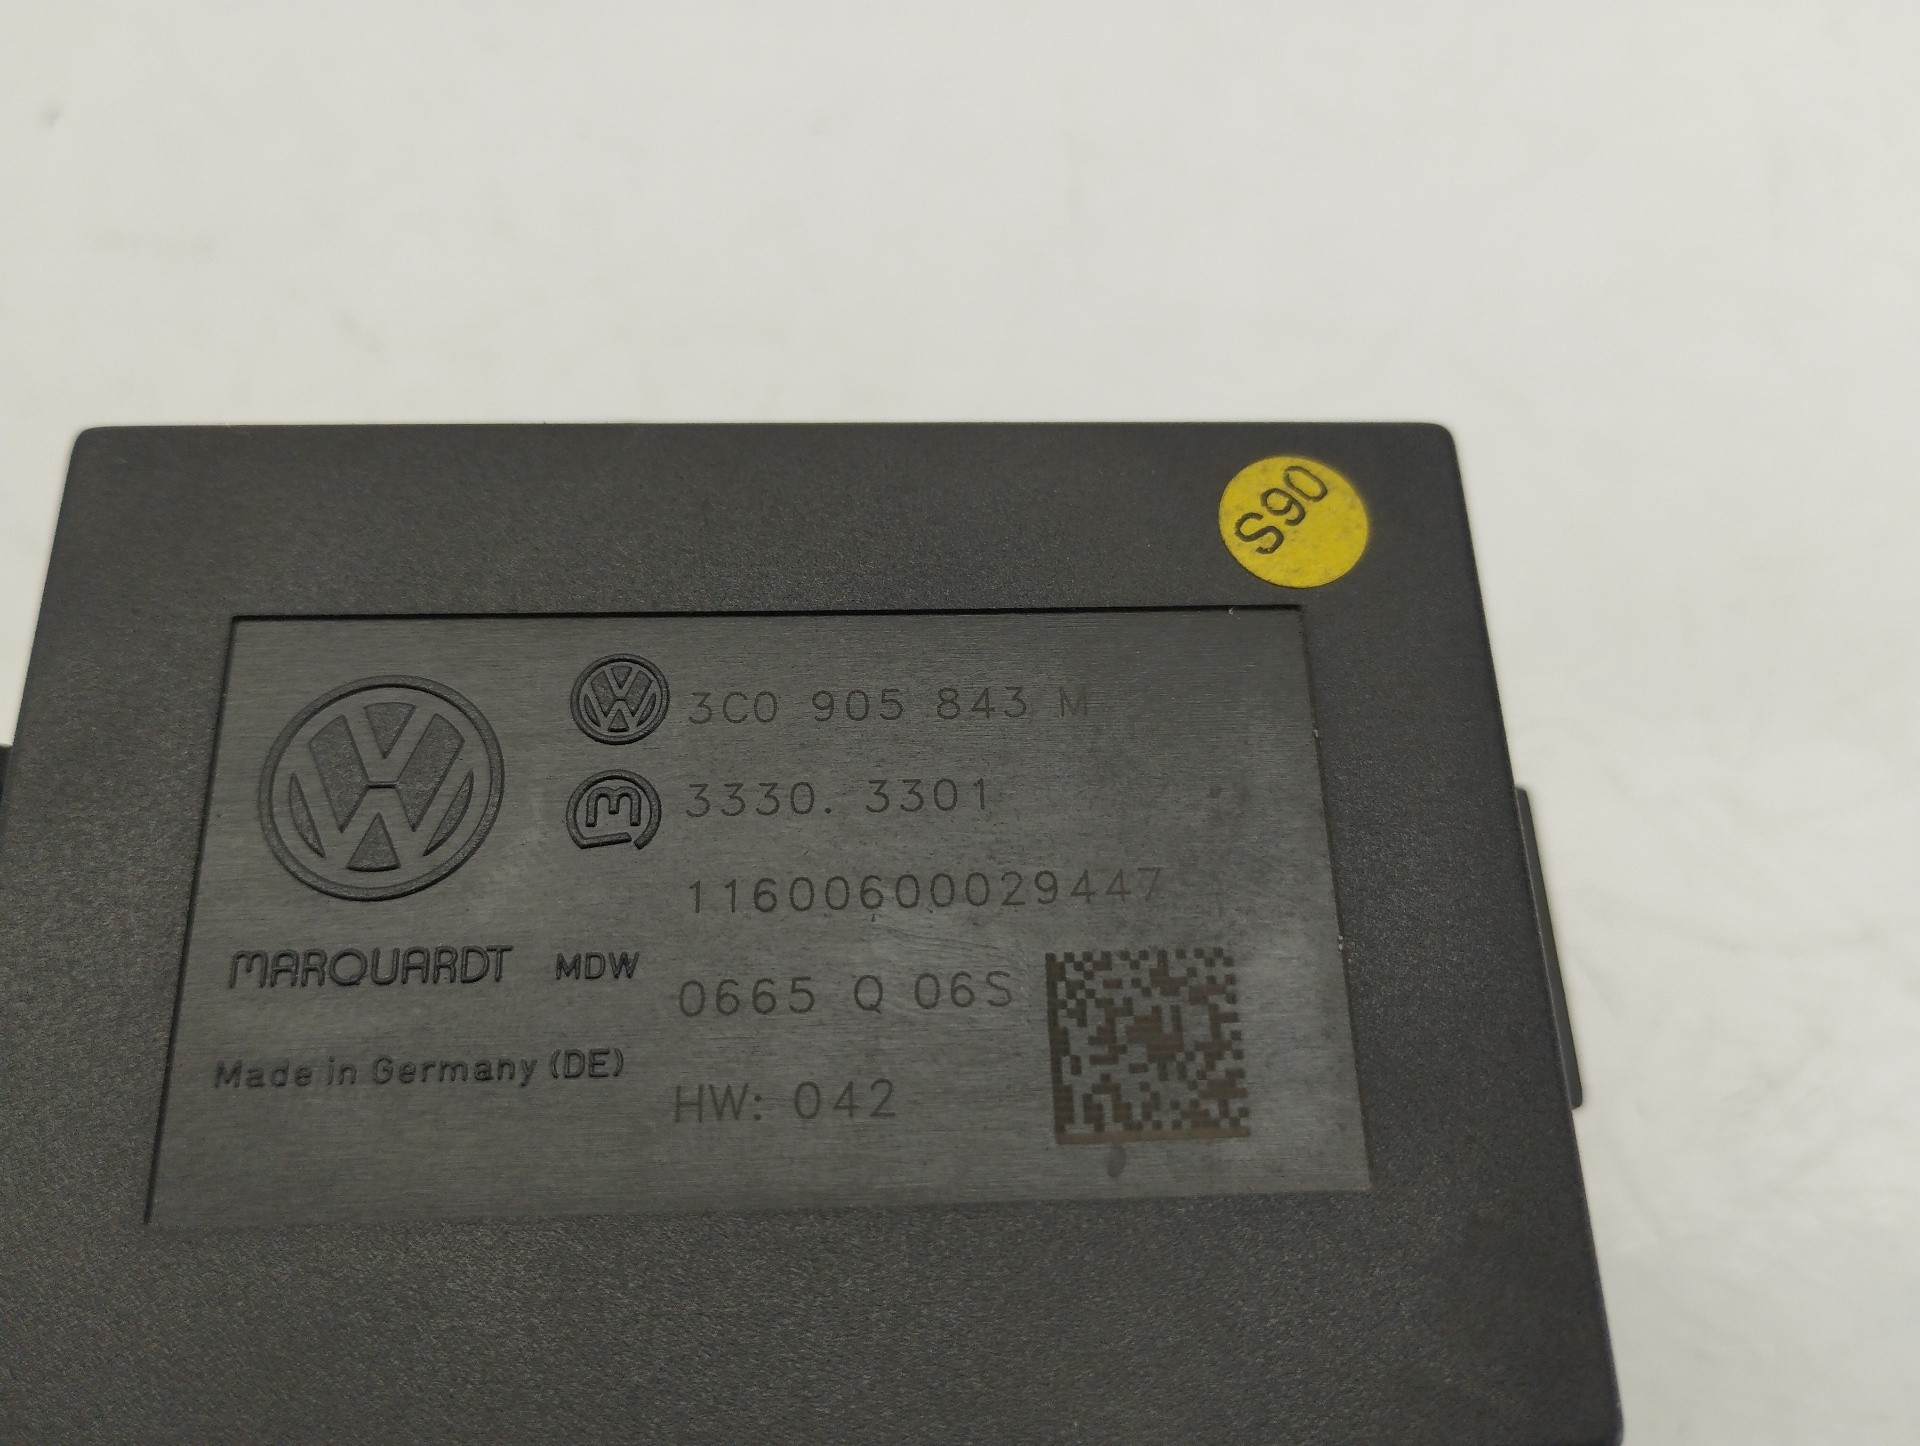 S90
3C0 905 843 M
3330. 3301
11600600029447
MARQUARDT MDW
0665 Q 06S
Made in Germany (DE)
HW: 042